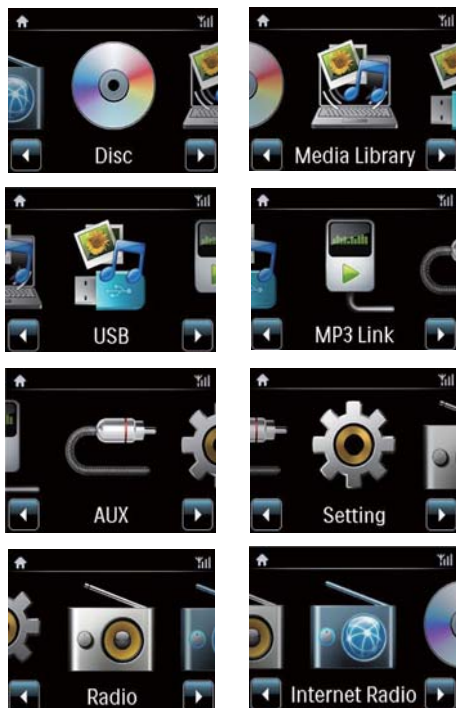 Disc
Media Library
USB
MP3 Link
AUX
Setting
Radio
Internet Radio